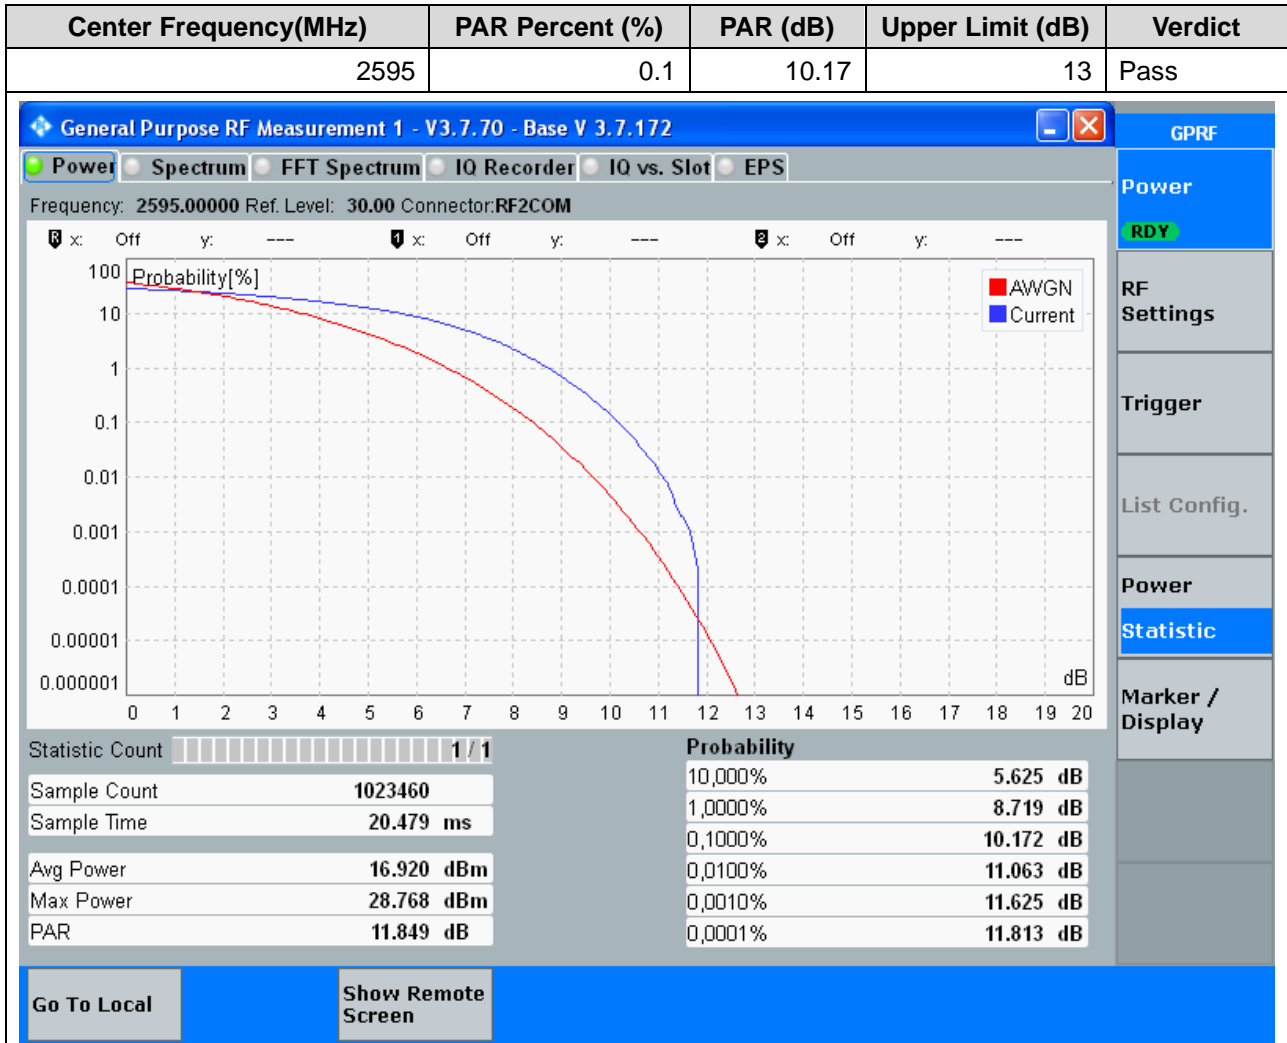 Center Frequency(MHz) PAR Percent (%) PAR (dB) Upper Limit (dB) Verdict
2595 0.1 10.17 13 Pass
General Purpose RF Measurement 1 - V3.7.70 - Base V 3.7.172
GPRF
Power Spectrum FFT Spectrum IQ Recorder IQ vs. Slot EPS
Frequency: 2595.00000 Ref. Level: 30.00 Connector:RF2COM
R x: Off y: --- 1 x: Off y: --- 2 x: Off y: ---
Probability[%]
AWGN
Current
100
10
1
0.1
0.01
0.001
0.0001
0.00001
0.000001
dB
0 1 2 3 4 5 6 7 8 9 10 11 12 13 14 15 16 17 18 19 20
Statistic Count 1 / 1
Sample Count 1023460
Sample Time 20.479 ms
Avg Power 16.920 dBm
Max Power 28.768 dBm
PAR 11.849 dB
Probability
10,000% 5.625 dB
1,0000% 8.719 dB
0,1000% 10.172 dB
0,0100% 11.063 dB
0,0010% 11.625 dB
0,0001% 11.813 dB
Power
RDY
RF
Settings
Trigger
List Config.
Power
Statistic
Marker /
Display
Go To Local
Show Remote
Screen